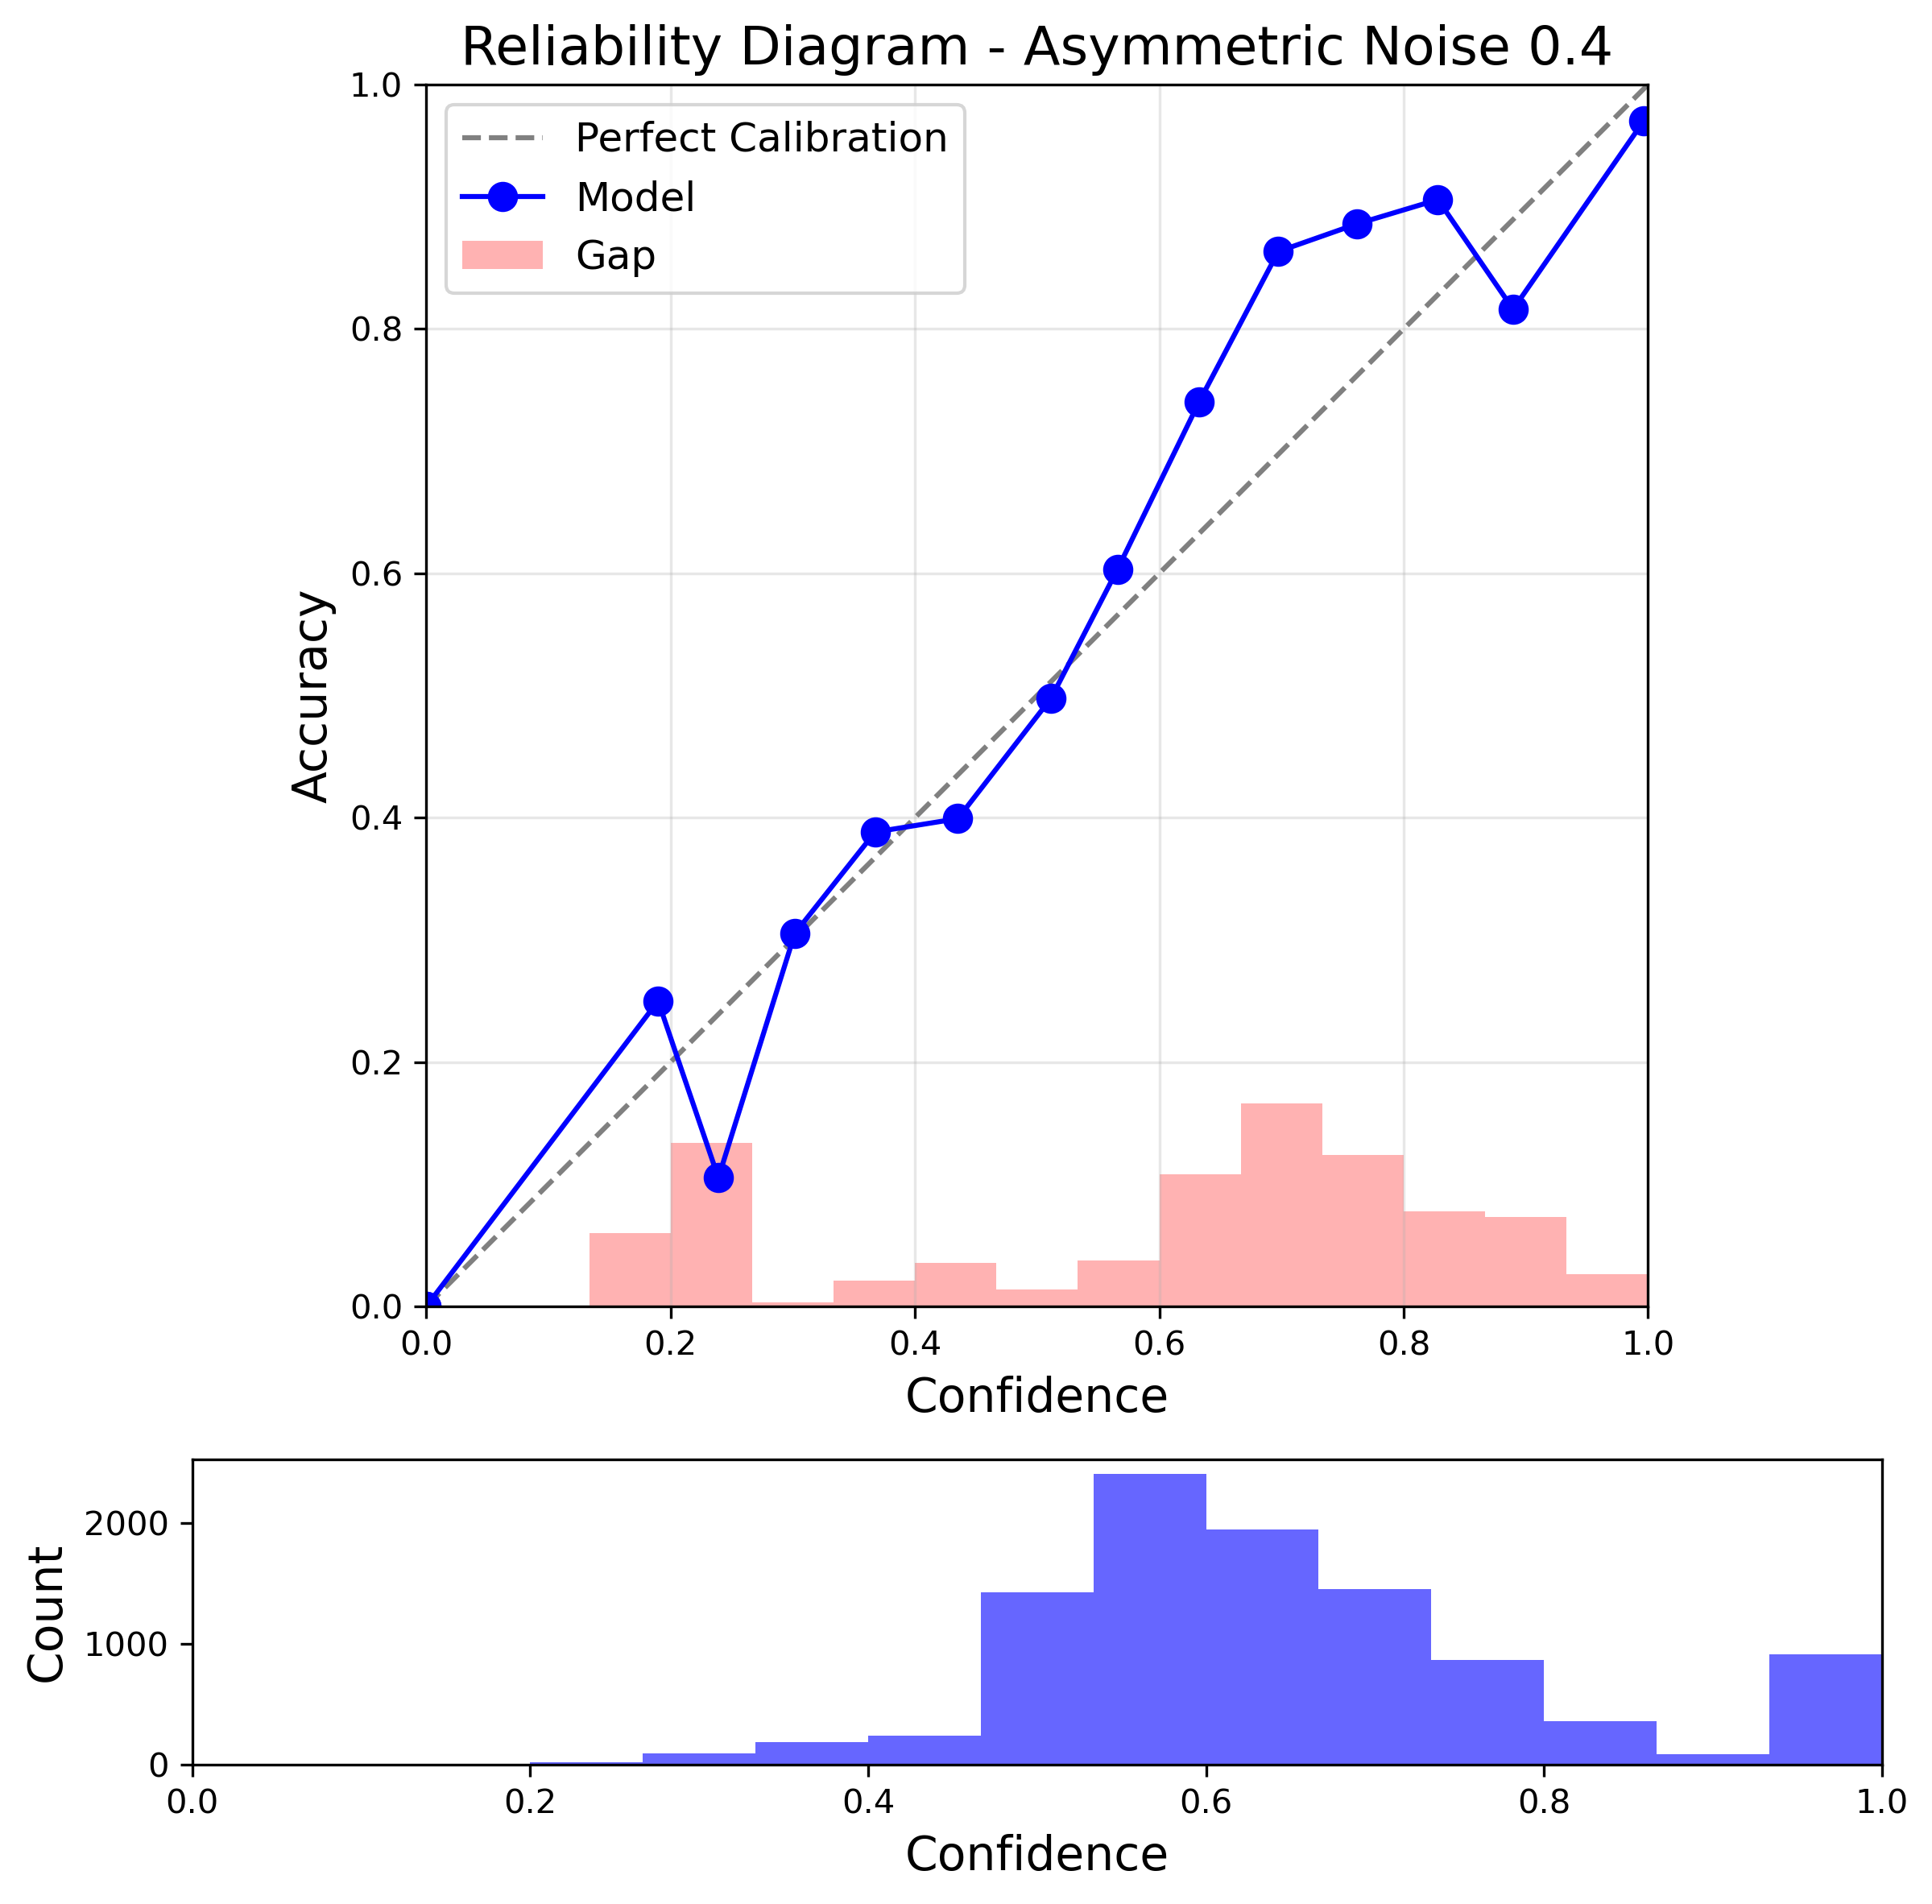 Reliability Diagram - Asymmetric Noise 0.4
1.0
0.8
0.6
0.4
0.2
0.0
Accuracy
Perfect Calibration
Model
Gap
0.0 0.2 0.4 0.6 0.8 1.0
Confidence
2000
1000
0
Count
0.0 0.2 0.4 0.6 0.8 1.0
Confidence